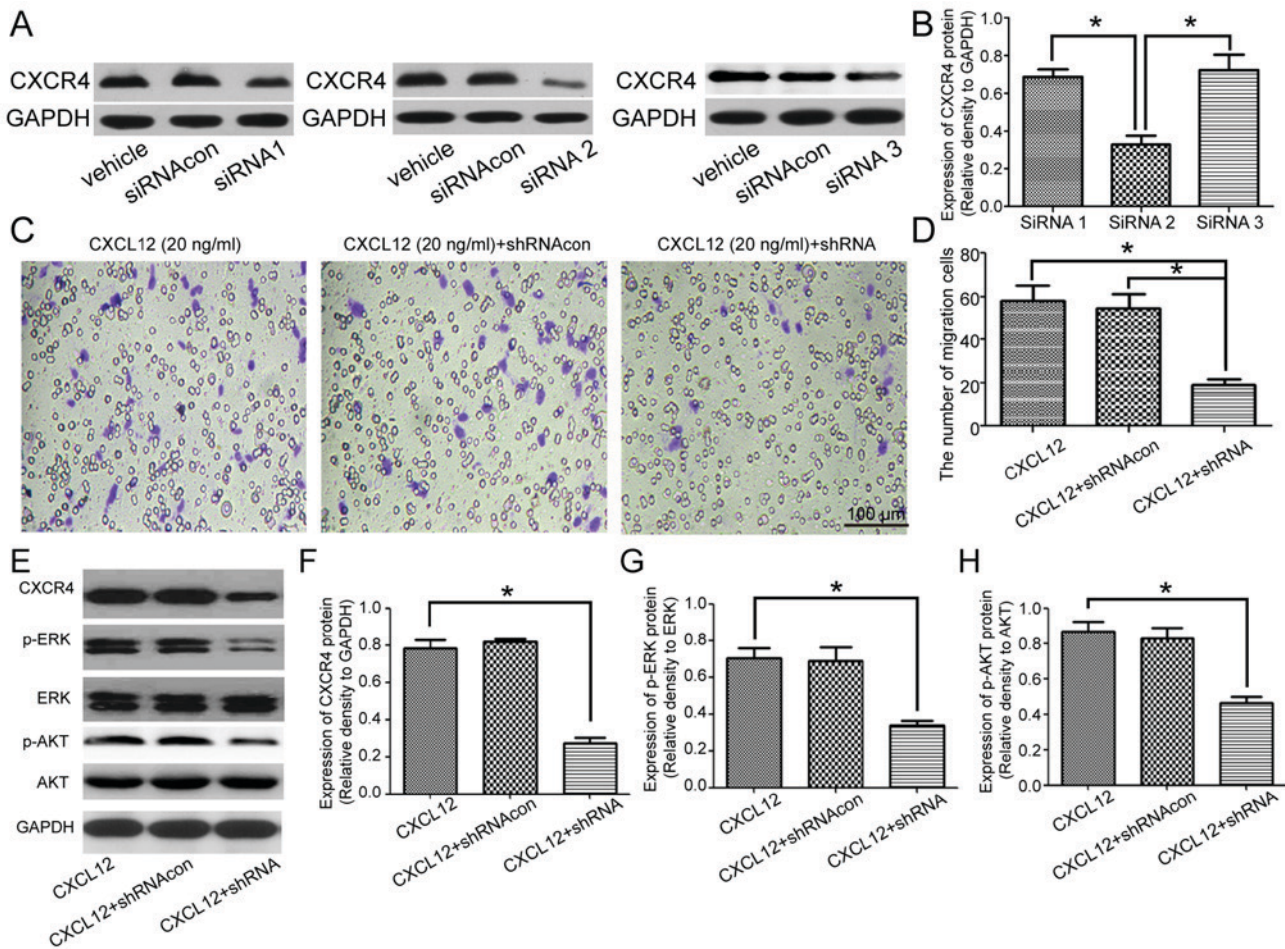 A
CXCR4
GAPDH
vehicle
siRNAcon
siRNA1
CXCR4
GAPDH
vehicle
siRNAcon
siRNA 2
CXCR4
GAPDH
vehicle
siRNAcon
siRNA 3
B
Expression of CXCR4 protein
(Relative density to GAPDH)
1.0
0.8
0.6
0.4
0.2
0.0
* *
SiRNA 1 SiRNA 2 SiRNA 3
C
CXCL12 (20 ng/ml)
CXCL12 (20 ng/ml)+shRNAcon
CXCL12 (20 ng/ml)+shRNA
100 μm
D
The number of migration cells
80
60
40
20
0
*
*
CXCL12
CXCL12+shRNAcon
CXCL12+shRNA
E
CXCR4
p-ERK
ERK
p-AKT
AKT
GAPDH
CXCL12
CXCL12+shRNAcon
CXCL12+shRNA
F
Expression of CXCR4 protein
(Relative density to GAPDH)
1.0
0.8
0.6
0.4
0.2
0.0
*
CXCL12
CXCL12+shRNAcon
CXCL12+shRNA
G
Expression of p-ERK protein
(Relative density to ERK)
1.0
0.8
0.6
0.4
0.2
0.0
*
CXCL12
CXCL12+shRNAcon
CXCL12+shRNA
H
Expression of p-AKT protein
(Relative density to AKT)
1.0
0.8
0.6
0.4
0.2
0.0
*
CXCL12
CXCL12+shRNAcon
CXCL12+shRNA